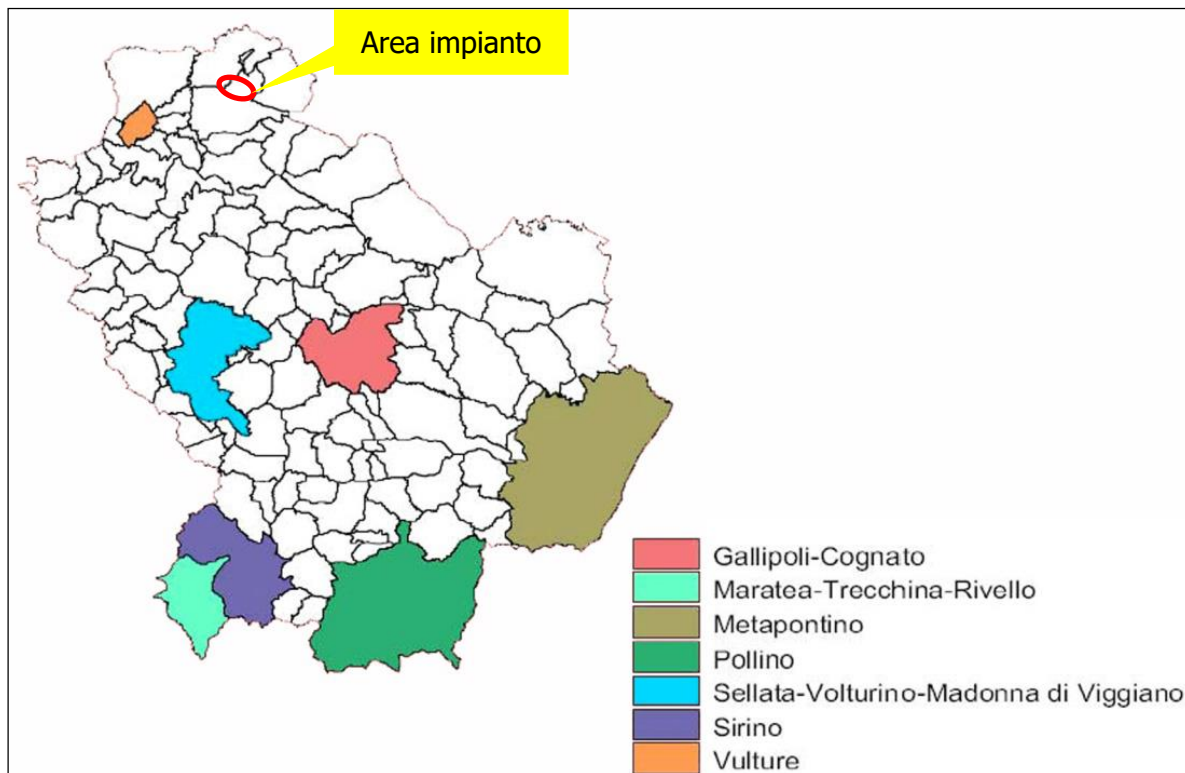 Area impianto
Gallipoli-Cognato
Maratea-Trecchina-Rivello
Metapontino
Pollino
Sellata-Volturino-Madonna di Viggiano
Sirino
Vulture